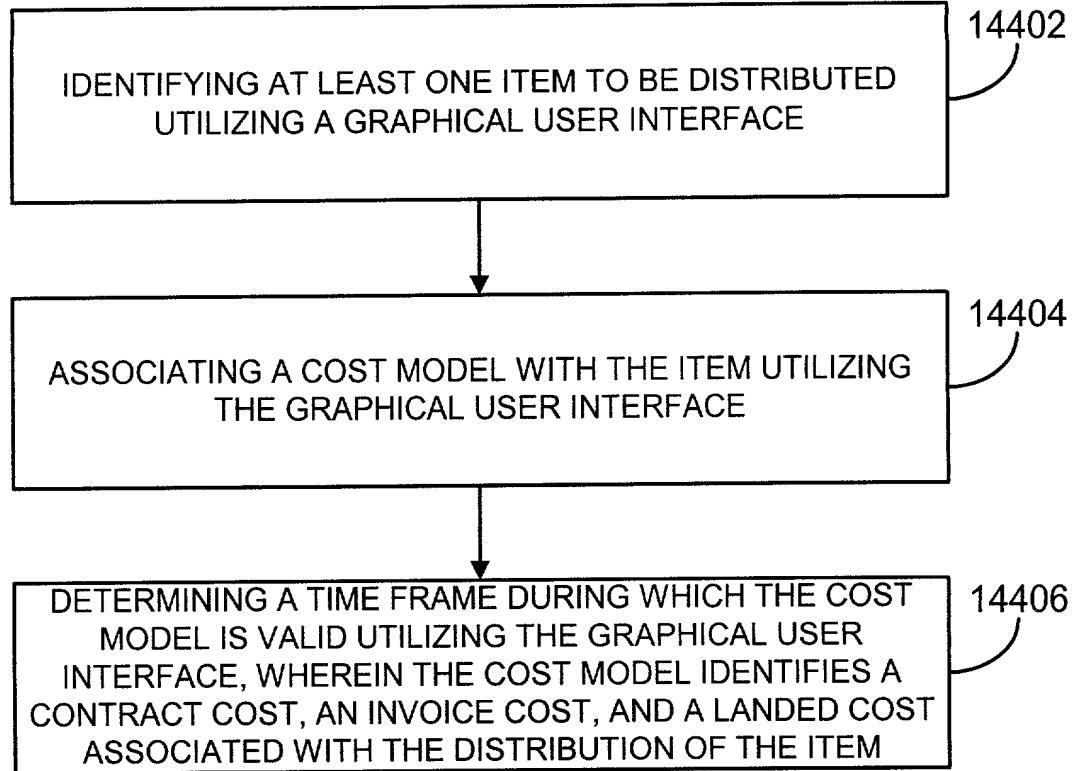 14402
IDENTIFYING AT LEAST ONE ITEM TO BE DISTRIBUTED
UTILIZING A GRAPHICAL USER INTERFACE
14404
ASSOCIATING A COST MODEL WITH THE ITEM UTILIZING
THE GRAPHICAL USER INTERFACE
14406
DETERMINING A TIME FRAME DURING WHICH THE COST
MODEL IS VALID UTILIZING THE GRAPHICAL USER
INTERFACE, WHEREIN THE COST MODEL IDENTIFIES A
CONTRACT COST, AN INVOICE COST, AND A LANDED COST
ASSOCIATED WITH THE DISTRIBUTION OF THE ITEM